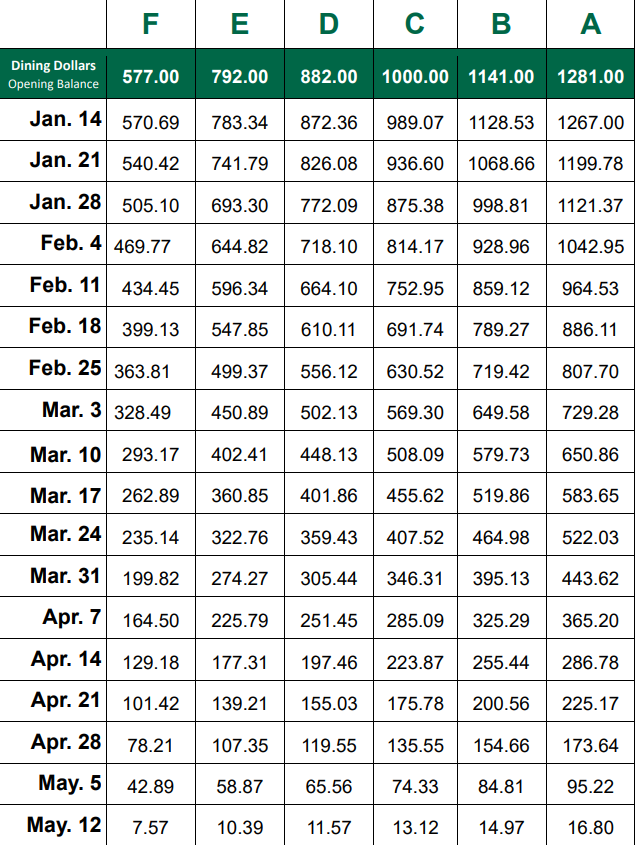 F E D C B A
Dining Dollars
Opening Balance 577.00 792.00 882.00 1000.00 1141.00 1281.00
Jan. 14 570.69 783.34 872.36 989.07 1128.53 1267.00
Jan. 21 540.42 741.79 826.08 936.60 1068.66 1199.78
Jan. 28 505.10 693.30 772.09 875.38 998.81 1121.37
Feb. 4 469.77 644.82 718.10 814.17 928.96 1042.95
Feb. 11 434.45 596.34 664.10 752.95 859.12 964.53
Feb. 18 399.13 547.85 610.11 691.74 789.27 886.11
Feb. 25 363.81 499.37 556.12 630.52 719.42 807.70
Mar. 3 328.49 450.89 502.13 569.30 649.58 729.28
Mar. 10 293.17 402.41 448.13 508.09 579.73 650.86
Mar. 17 262.89 360.85 401.86 455.62 519.86 583.65
Mar. 24 235.14 322.76 359.43 407.52 464.98 522.03
Mar. 31 199.82 274.27 305.44 346.31 395.13 443.62
Apr. 7 164.50 225.79 251.45 285.09 325.29 365.20
Apr. 14 129.18 177.31 197.46 223.87 255.44 286.78
Apr. 21 101.42 139.21 155.03 175.78 200.56 225.17
Apr. 28 78.21 107.35 119.55 135.55 154.66 173.64
May. 5 42.89 58.87 65.56 74.33 84.81 95.22
May. 12 7.57 10.39 11.57 13.12 14.97 16.80